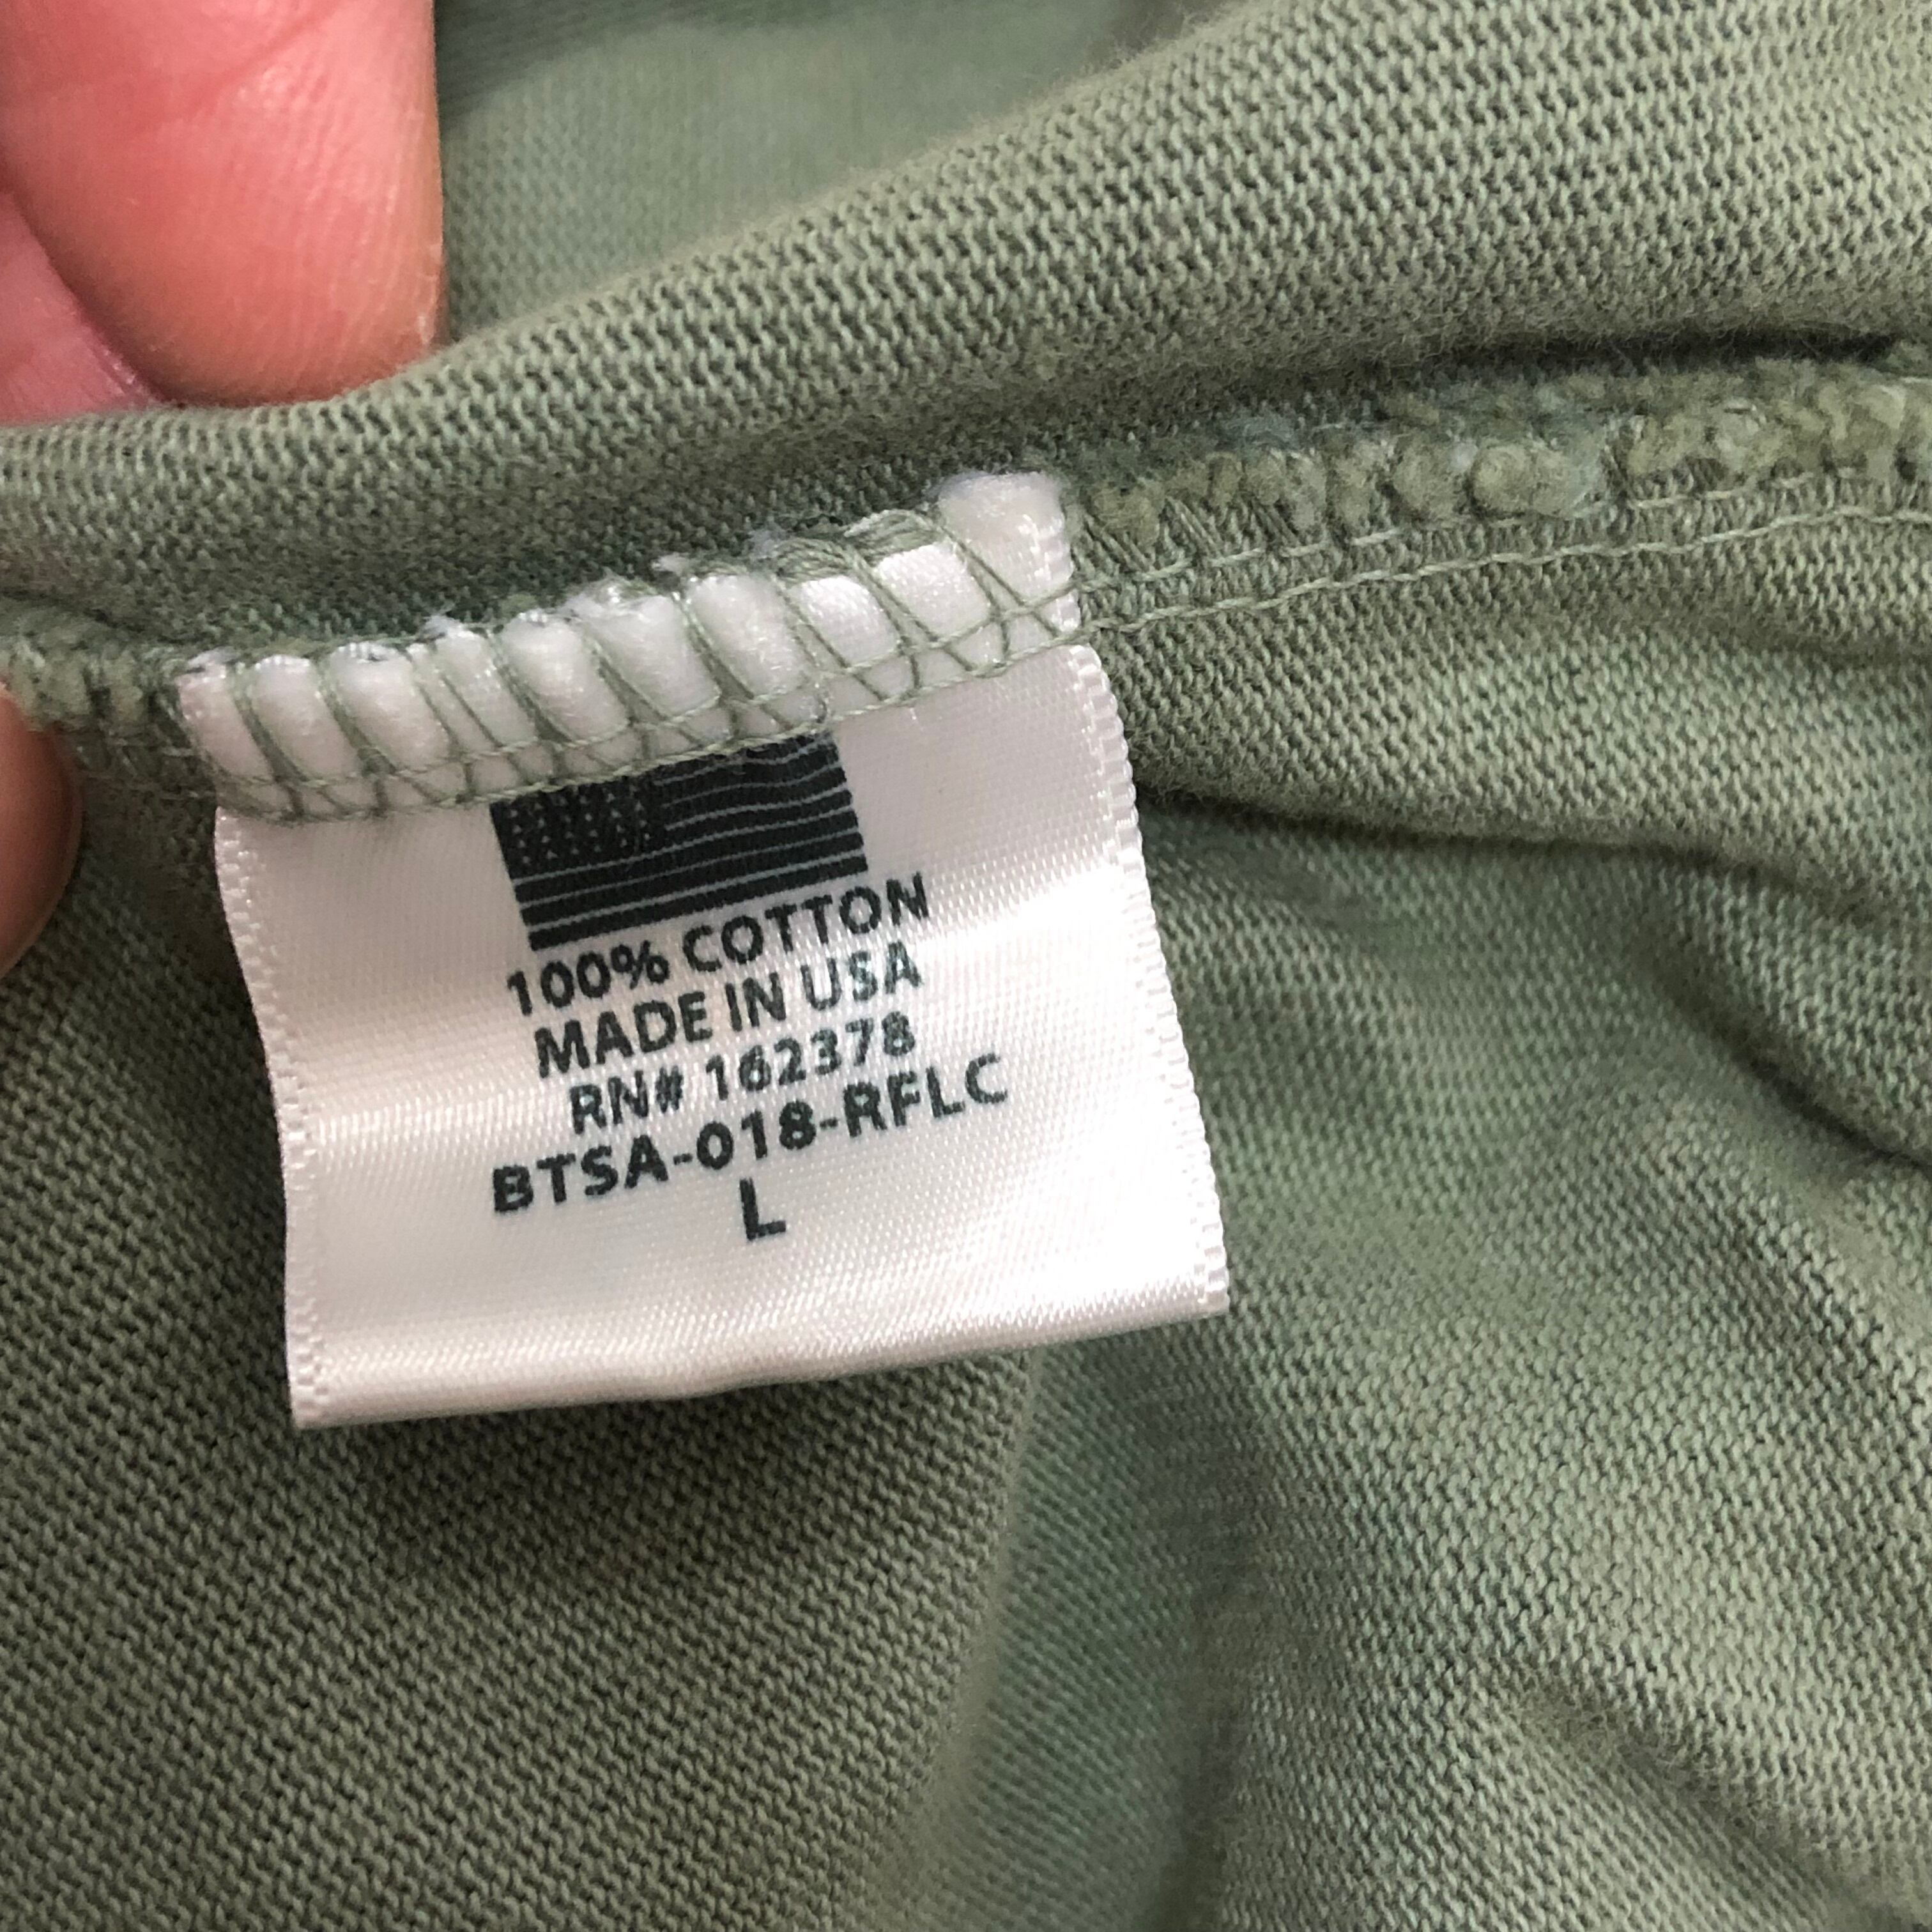 100% COTTON
MADE IN USA
RN# 162378
BTSA-018-RFLC
L